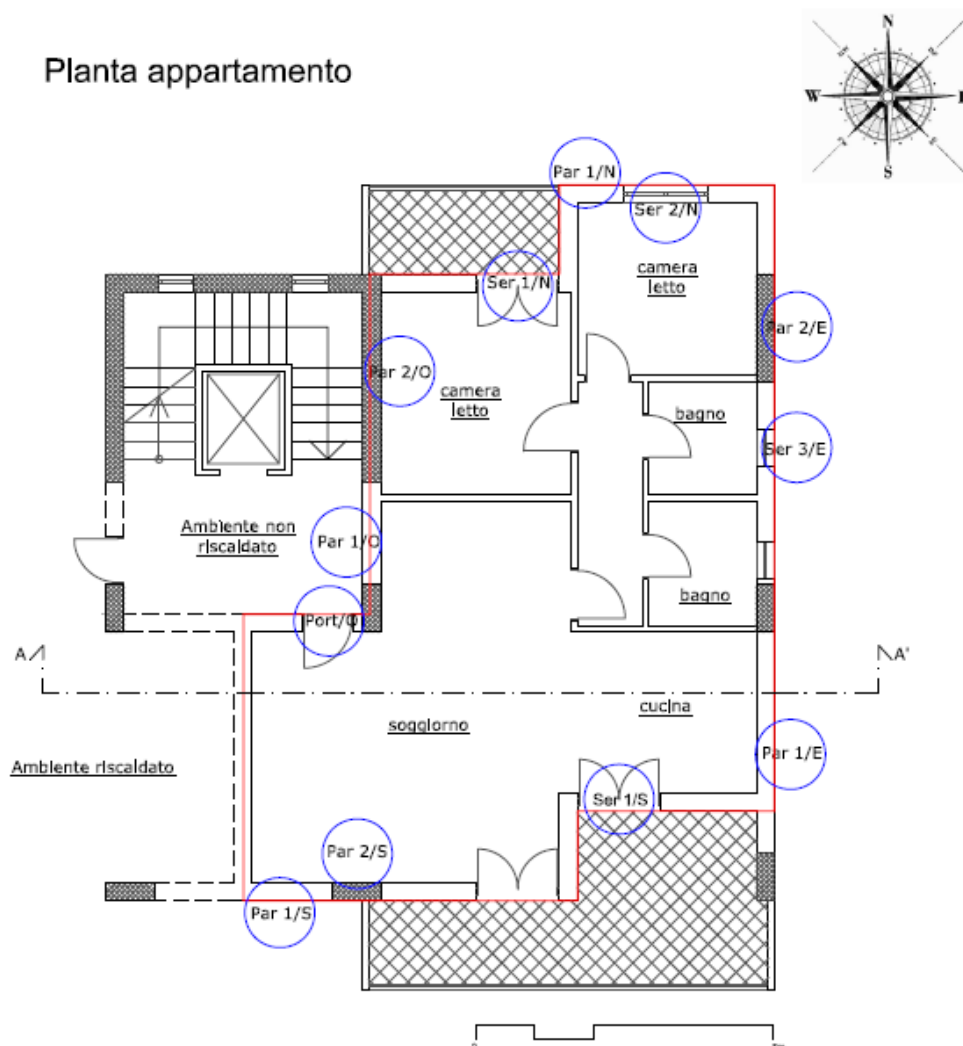 Planta appartamento
N
W
E
S
Par 1/N
Ser 2/N
camera
letto
Ser 1/N
Par 2/E
Par 2/O
camera
letto
bagno
Ser 3/E
Ambiente non
riscaldato
Par 1/O
bagno
Port/O
A
A'
cucina
soggiorno
Par 1/E
Ambiente riscaldato
Ser 1/S
Par 2/S
Par 1/S